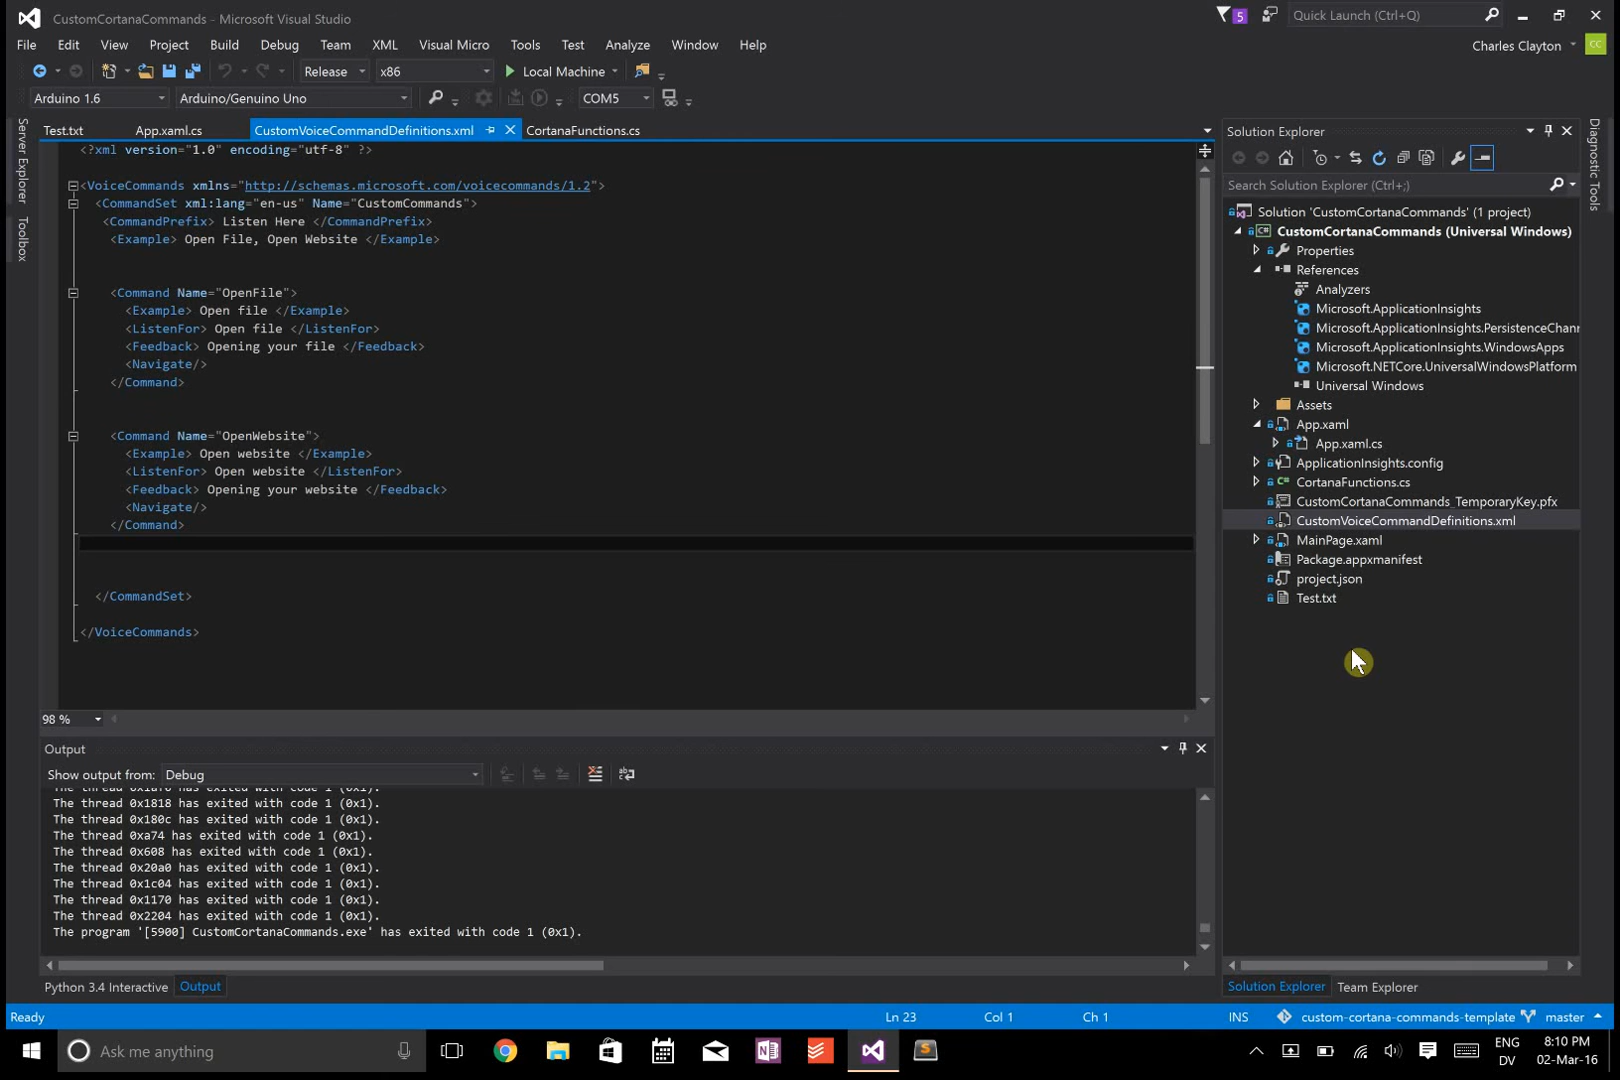 CustomCortanaCommands - Microsoft Visual Studio
5
Quick Launch (Ctrl+Q)
File Edit View Project Build Debug Team XML Visual Micro Tools Test Analyze Window Help
Charles Clayton
CC
Release
x86
Local Machine
Arduino 1.6
Arduino/Genuino Uno
COM5
Server Explorer
Toolbox
Test.txt
App.xaml.cs
CustomVoiceCommandDefinitions.xml
CortanaFunctions.cs
<?xml version="1.0" encoding="utf-8" ?>
<VoiceCommands xmlns="http://schemas.microsoft.com/voicecommands/1.2">
<CommandSet xml:lang="en-us" Name="CustomCommands">
<CommandPrefix> Listen Here </CommandPrefix>
<Example> Open File, Open Website </Example>
<Command Name="OpenFile">
<Example> Open file </Example>
<ListenFor> Open file </ListenFor>
<Feedback> Opening your file </Feedback>
<Navigate/>
</Command>
<Command Name="OpenWebsite">
<Example> Open website </Example>
<ListenFor> Open website </ListenFor>
<Feedback> Opening your website </Feedback>
<Navigate/>
</Command>
</CommandSet>
</VoiceCommands>
98 %
Output
Show output from: Debug
The thread 0x1818 has exited with code 1 (0x1).
The thread 0x180c has exited with code 1 (0x1).
The thread 0xa74 has exited with code 1 (0x1).
The thread 0x608 has exited with code 1 (0x1).
The thread 0x20a0 has exited with code 1 (0x1).
The thread 0x1c04 has exited with code 1 (0x1).
The thread 0x1170 has exited with code 1 (0x1).
The thread 0x2204 has exited with code 1 (0x1).
The program '[5900] CustomCortanaCommands.exe' has exited with code 1 (0x1).
Python 3.4 Interactive
Output
Solution Explorer
Search Solution Explorer (Ctrl+;)
Solution 'CustomCortanaCommands' (1 project)
CustomCortanaCommands (Universal Windows)
Properties
References
Analyzers
Microsoft.ApplicationInsights
Microsoft.ApplicationInsights.PersistenceChann
Microsoft.ApplicationInsights.WindowsApps
Microsoft.NETCore.UniversalWindowsPlatform
Universal Windows
Assets
App.xaml
App.xaml.cs
ApplicationInsights.config
CortanaFunctions.cs
CustomCortanaCommands_TemporaryKey.pfx
CustomVoiceCommandDefinitions.xml
MainPage.xaml
Package.appxmanifest
project.json
Test.txt
Solution Explorer
Team Explorer
Diagnostic Tools
Ready
Ln 23
Col 1
Ch 1
INS
custom-cortana-commands-template
master
Ask me anything
ENG
DV
8:10 PM
02-Mar-16